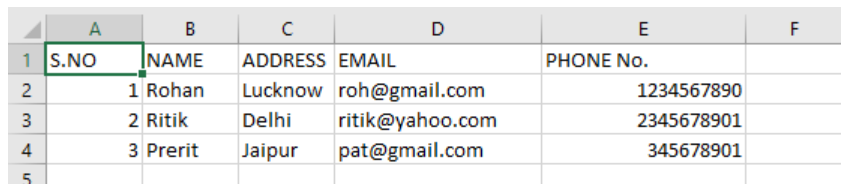 A B C D E F
1 S.NO NAME ADDRESS EMAIL PHONE No.
2 1 Rohan Lucknow roh@gmail.com 1234567890
3 2 Ritik Delhi ritik@yahoo.com 2345678901
4 3 Prerit Jaipur pat@gmail.com 345678901
5